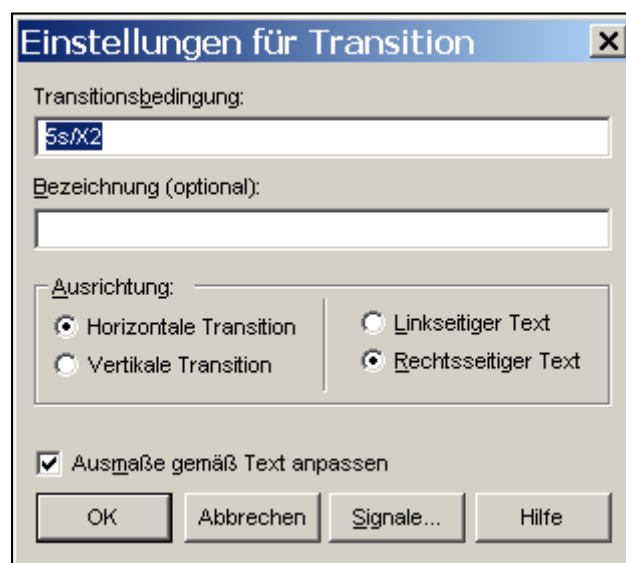 Einstellungen für Transition
Transitionsbedingung:
5s/X2
Bezeichnung (optional):
Ausrichtung:
Horizontale Transition
Linkseitiger Text
Vertikale Transition
Rechtsseitiger Text
Ausmaße gemäß Text anpassen
OK Abbrechen Signale... Hilfe